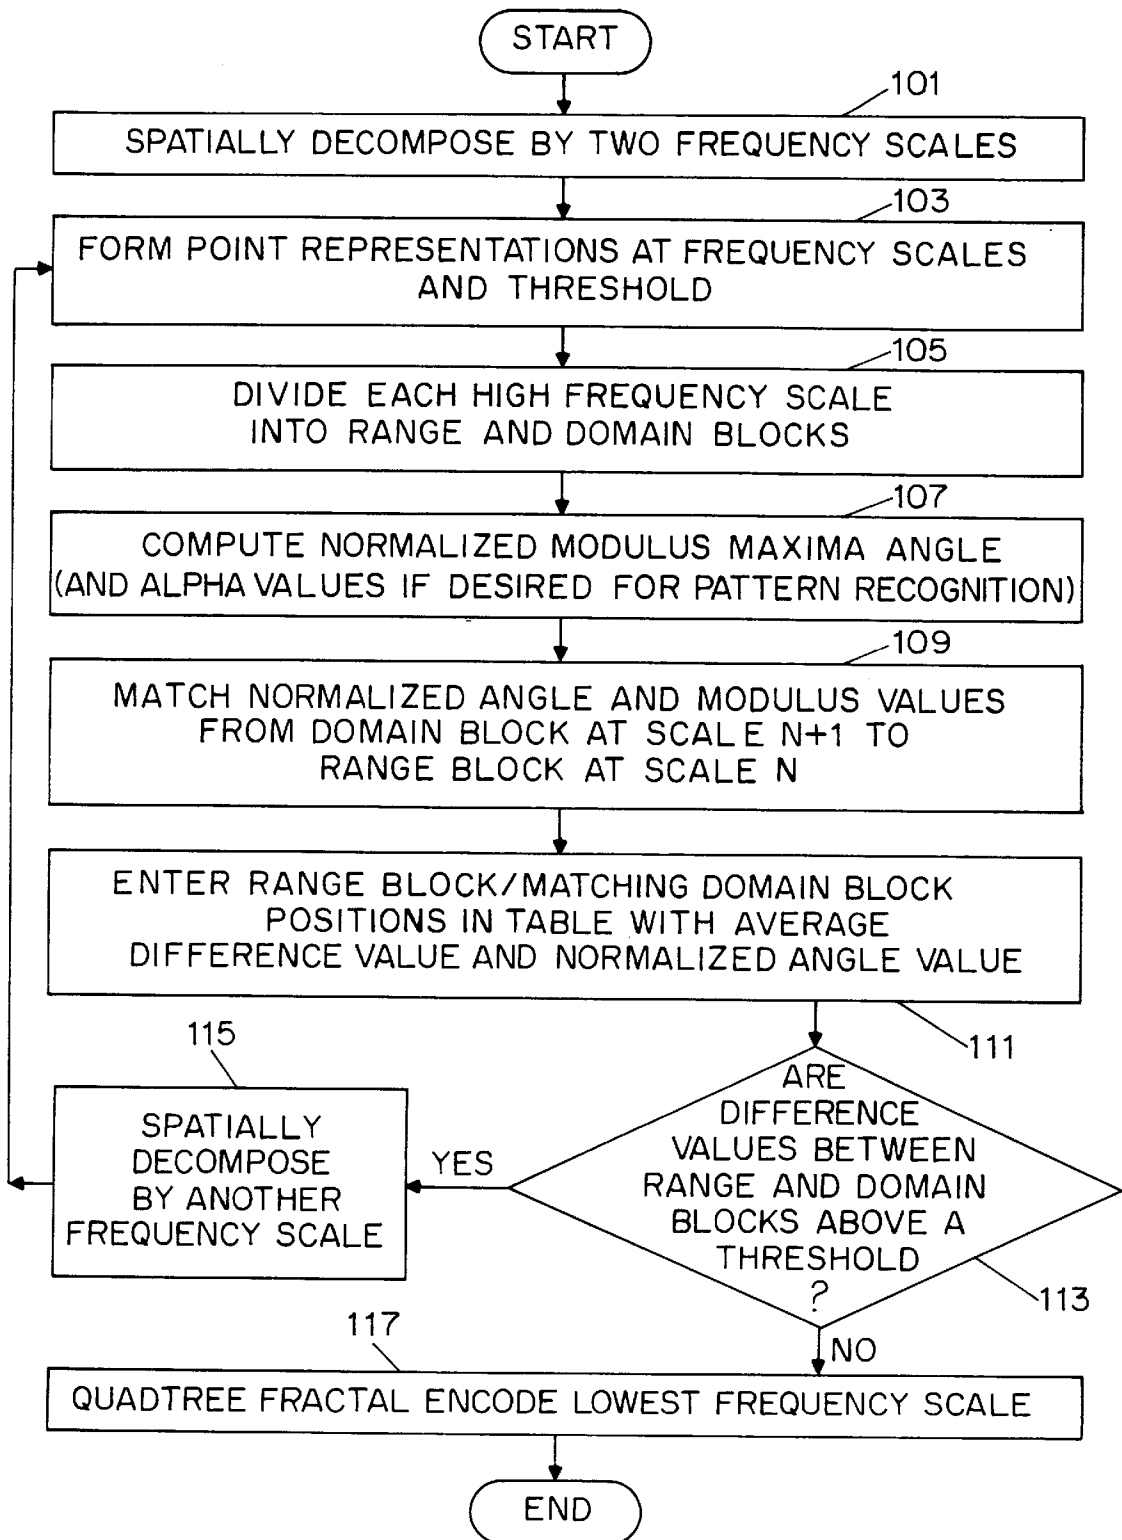 START
101
SPATIALLY DECOMPOSE BY TWO FREQUENCY SCALES
103
FORM POINT REPRESENTATIONS AT FREQUENCY SCALES
AND THRESHOLD
105
DIVIDE EACH HIGH FREQUENCY SCALE
INTO RANGE AND DOMAIN BLOCKS
107
COMPUTE NORMALIZED MODULUS MAXIMA ANGLE
(AND ALPHA VALUES IF DESIRED FOR PATTERN RECOGNITION)
109
MATCH NORMALIZED ANGLE AND MODULUS VALUES
FROM DOMAIN BLOCK AT SCALE N+1 TO
RANGE BLOCK AT SCALE N
ENTER RANGE BLOCK/MATCHING DOMAIN BLOCK
POSITIONS IN TABLE WITH AVERAGE
DIFFERENCE VALUE AND NORMALIZED ANGLE VALUE
111
ARE
DIFFERENCE
VALUES BETWEEN
RANGE AND DOMAIN
BLOCKS ABOVE A
THRESHOLD
?
113
YES
115
SPATIALLY
DECOMPOSE
BY ANOTHER
FREQUENCY SCALE
NO
117
QUADTREE FRACTAL ENCODE LOWEST FREQUENCY SCALE
END